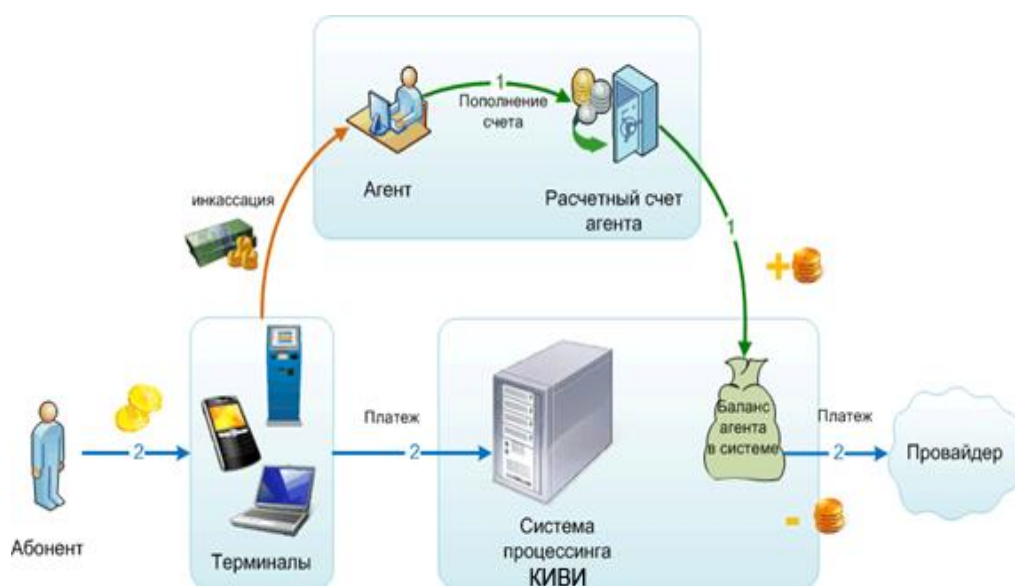 1
Пополнение
счета
Агент
Расчетный счет
агента
инкассация
1
+
Платеж
Баланс
агента
в системе
Платеж
2
2
2
Провайдер
-
Абонент
Терминалы
Система
процессинга
КИВИ